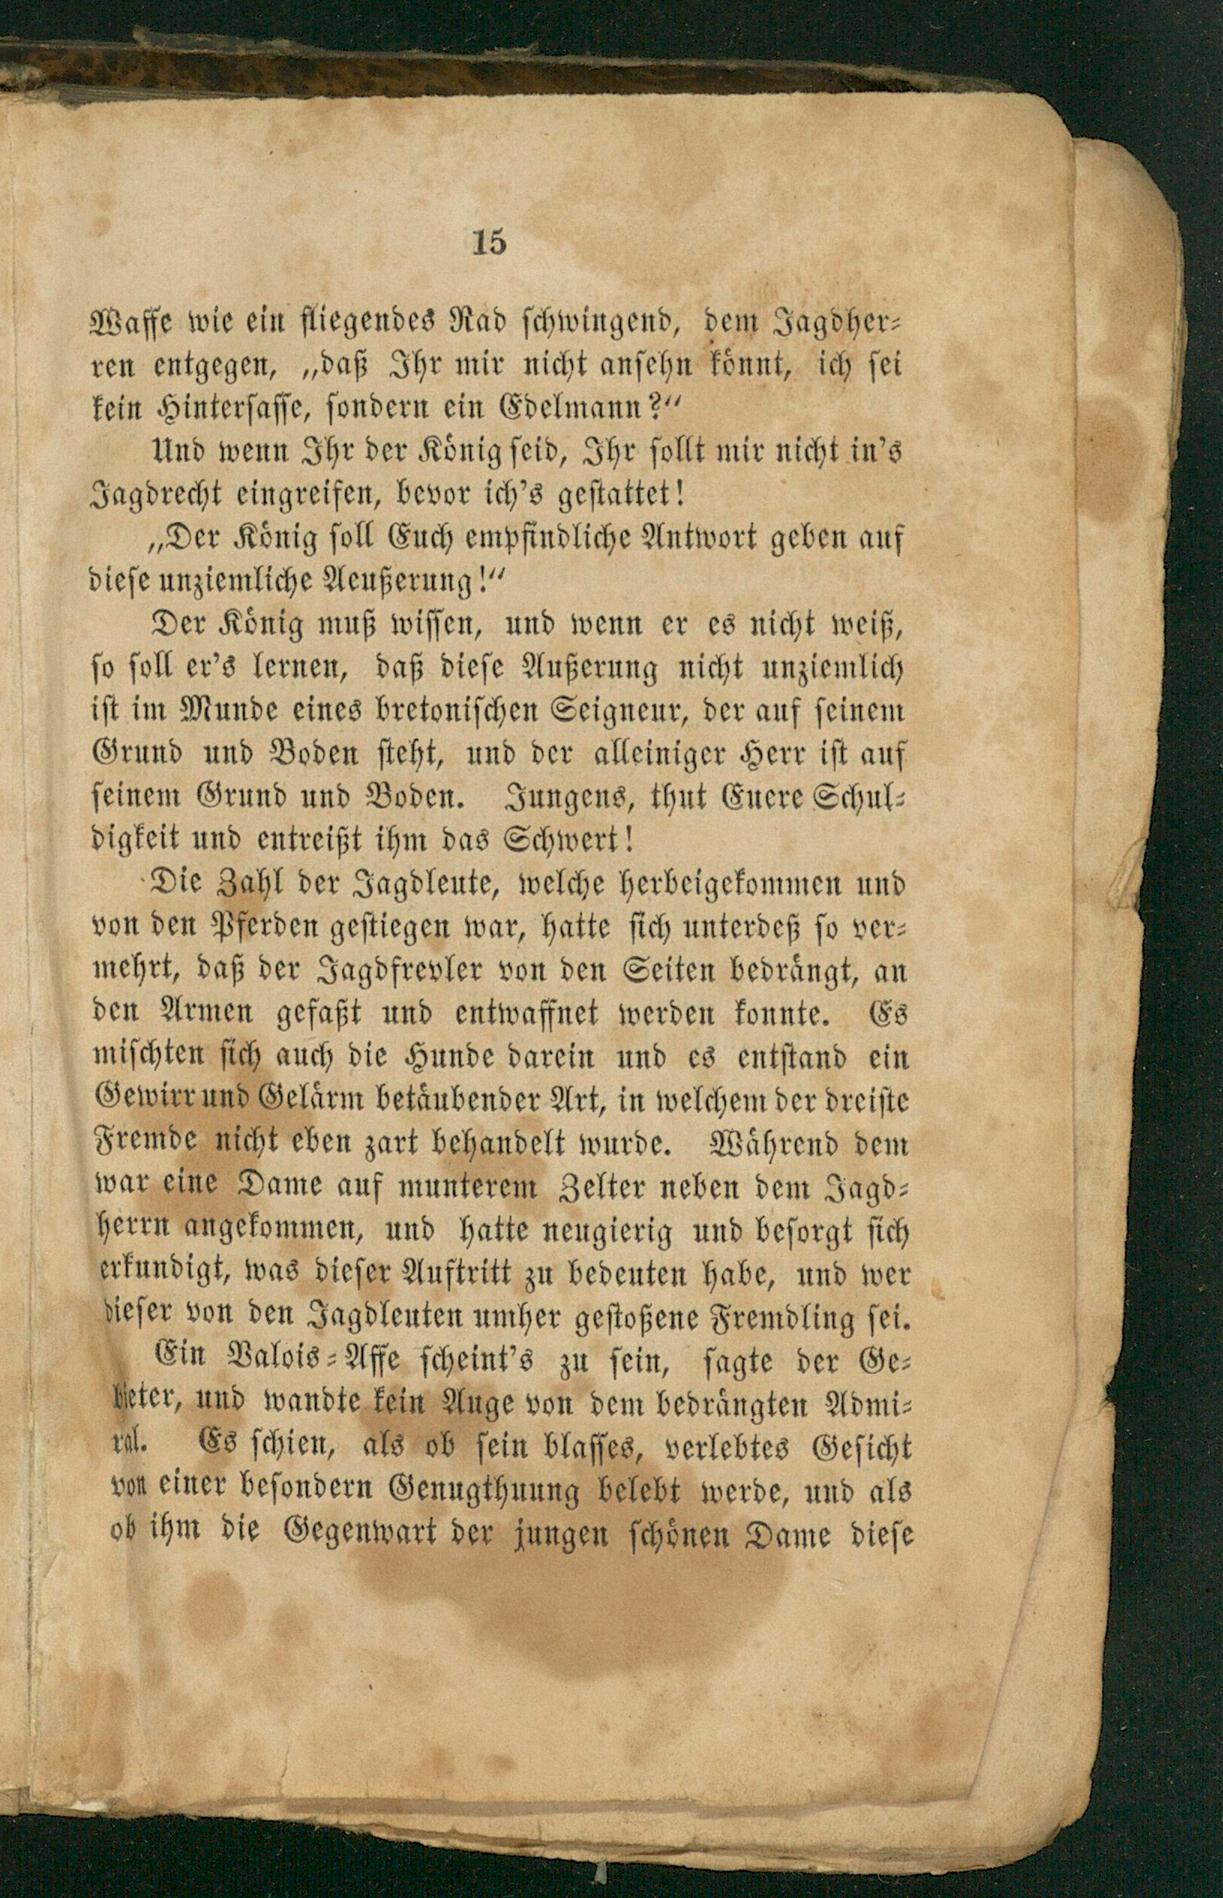 15
Waffe wie ein fliegendes Rad schwingend, dem Jagdher-
ren entgegen, „daß Ihr mir nicht ansehn könnt, ich sei
kein Hintersasse, sondern ein Edelmann?“
Und wenn Ihr der König seid, Ihr sollt mir nicht in's
Jagdrecht eingreifen, bevor ich's gestattet!
„Der König soll Euch empfindliche Antwort geben auf
diese unziemliche Aeußerung!“
Der König muß wissen, und wenn er es nicht weiß,
so soll er's lernen, daß diese Außerung nicht unziemlich
ist im Munde eines bretonischen Seigneur, der auf seinem
Grund und Boden steht, und der alleiniger Herr ist auf
seinem Grund und Boden. Jungens, thut Euere Schul-
digkeit und entreißt ihm das Schwert!
Die Zahl der Jagdleute, welche herbeigekommen und
von den Pferden gestiegen war, hatte sich unterdeß so ver-
mehrt, daß der Jagdfrevler von den Seiten bedrängt, an
den Armen gefaßt und entwaffnet werden konnte. Es
mischten sich auch die Hunde darein und es entstand ein
Gewirr und Gelärm betäubender Art, in welchem der dreiste
Fremde nicht eben zart behandelt wurde. Während dem
war eine Dame auf munterem Zelter neben dem Jagd-
herrn angekommen, und hatte neugierig und besorgt sich
erkundigt, was dieser Auftritt zu bedeuten habe, und wer
dieser von den Jagdleuten umher gestoßene Fremdling sei.
Ein Valois-Affe scheint's zu sein, sagte der Ge-
bieter, und wandte kein Auge von dem bedrängten Admi-
ral. Es schien, als ob sein blasses, verlebtes Gesicht
von einer besondern Genugthuung belebt werde, und als
ob ihm die Gegenwart der jungen schönen Dame diese